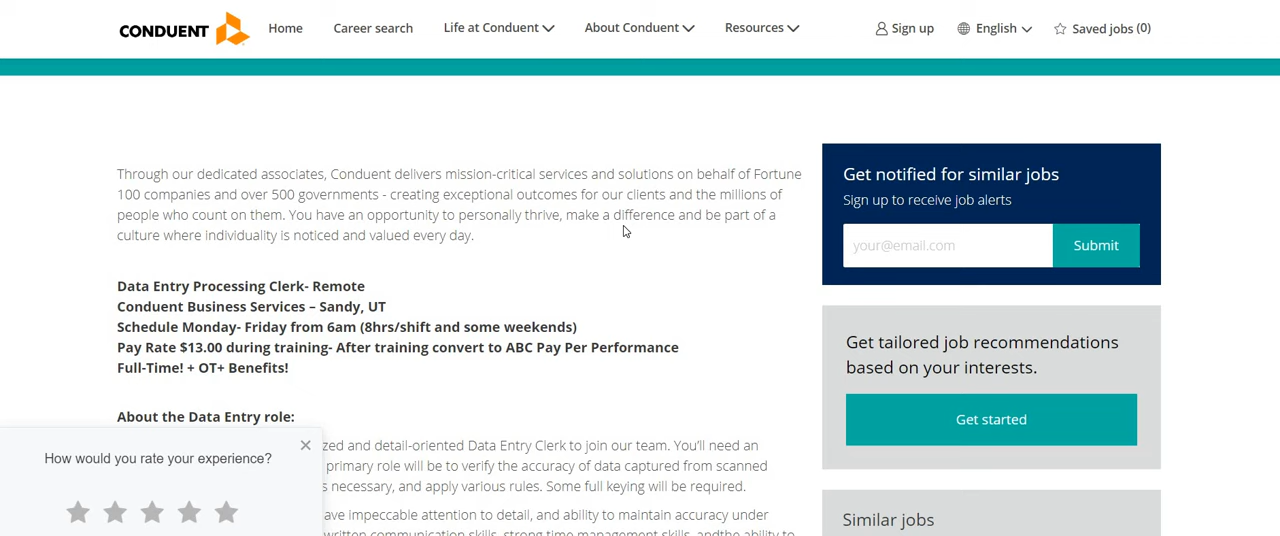 CONDUENT Home Career search Life at Conduent About Conduent Resources Sign up English Saved jobs (0)
Through our dedicated associates, Conduent delivers mission-critical services and solutions on behalf of Fortune
100 companies and over 500 governments - creating exceptional outcomes for our clients and the millions of
people who count on them. You have an opportunity to personally thrive, make a difference and be part of a
culture where individuality is noticed and valued every day.
Data Entry Processing Clerk- Remote
Conduent Business Services – Sandy, UT
Schedule Monday- Friday from 6am (8hrs/shift and some weekends)
Pay Rate $13.00 during training- After training convert to ABC Pay Per Performance
Full-Time! + OT+ Benefits!
About the Data Entry role:
zed and detail-oriented Data Entry Clerk to join our team. You'll need an
primary role will be to verify the accuracy of data captured from scanned
s necessary, and apply various rules. Some full keying will be required.
ave impeccable attention to detail, and ability to maintain accuracy under
written communication skills, strong time management skills, andthe ability to
How would you rate your experience?
Get notified for similar jobs
Sign up to receive job alerts
your@email.com Submit
Get tailored job recommendations
based on your interests.
Get started
Similar jobs